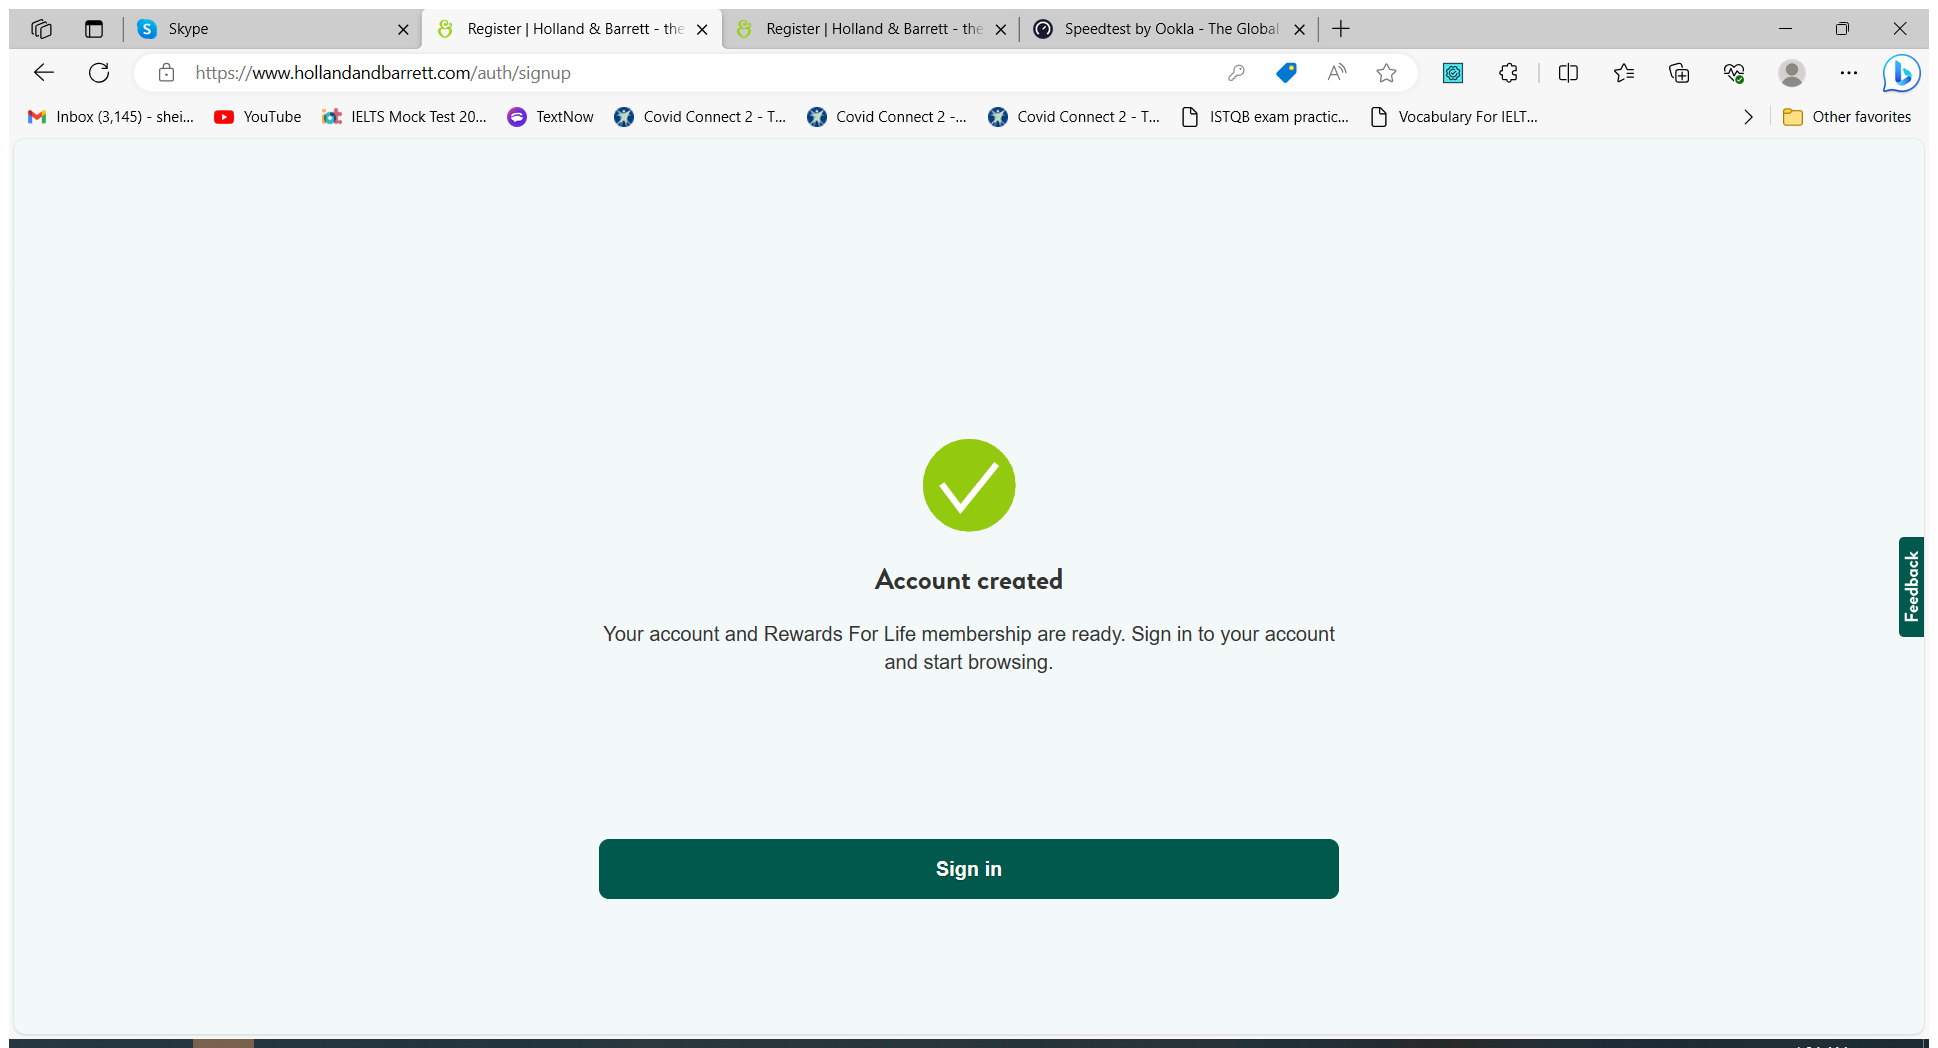 Skype
Register | Holland & Barrett - the
Register | Holland & Barrett - the
Speedtest by Ookla - The Global
https://www.hollandandbarrett.com/auth/signup
Inbox (3,145) - shei...
YouTube
IELTS Mock Test 20...
TextNow
Covid Connect 2 - T...
Covid Connect 2 -...
Covid Connect 2 - T...
ISTQB exam practic...
Vocabulary For IELT...
Other favorites
Account created
Your account and Rewards For Life membership are ready. Sign in to your account
and start browsing.
Feedback
Sign in